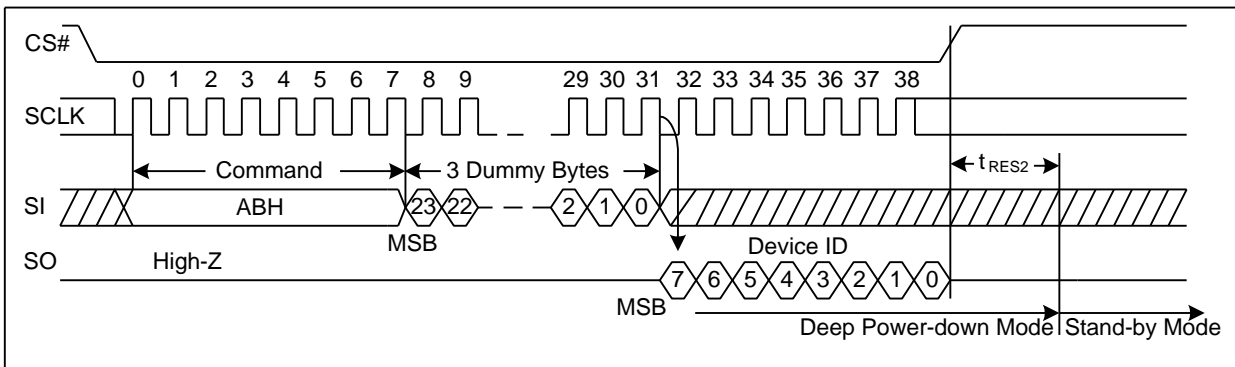 CS#
0 1 2 3 4 5 6 7 8 9 29 30 31 32 33 34 35 36 37 38
SCLK
Command 3 Dummy Bytes tRES2
SI ABH 23 22 2 1 0
MSB Device ID
SO High-Z
7 6 5 4 3 2 1 0
MSB
Deep Power-down Mode Stand-by Mode